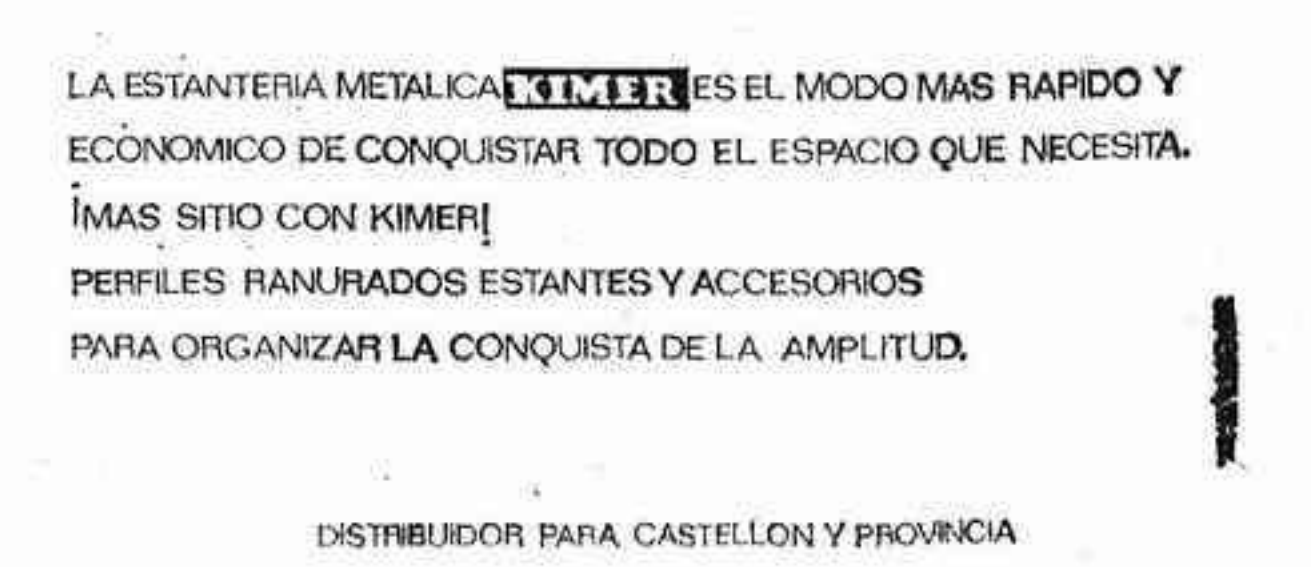 LA ESTANTERIA METALICA KIMER ES EL MODO MAS RAPIDO Y
ECONOMICO DE CONQUISTAR TODO EL ESPACIO QUE NECESITA.
¡MAS SITIO CON KIMER!
PERFILES RANURADOS ESTANTES Y ACCESORIOS
PARA ORGANIZAR LA CONQUISTA DE LA AMPLITUD.
DISTRIBUIDOR PARA CASTELLON Y PROVINCIA